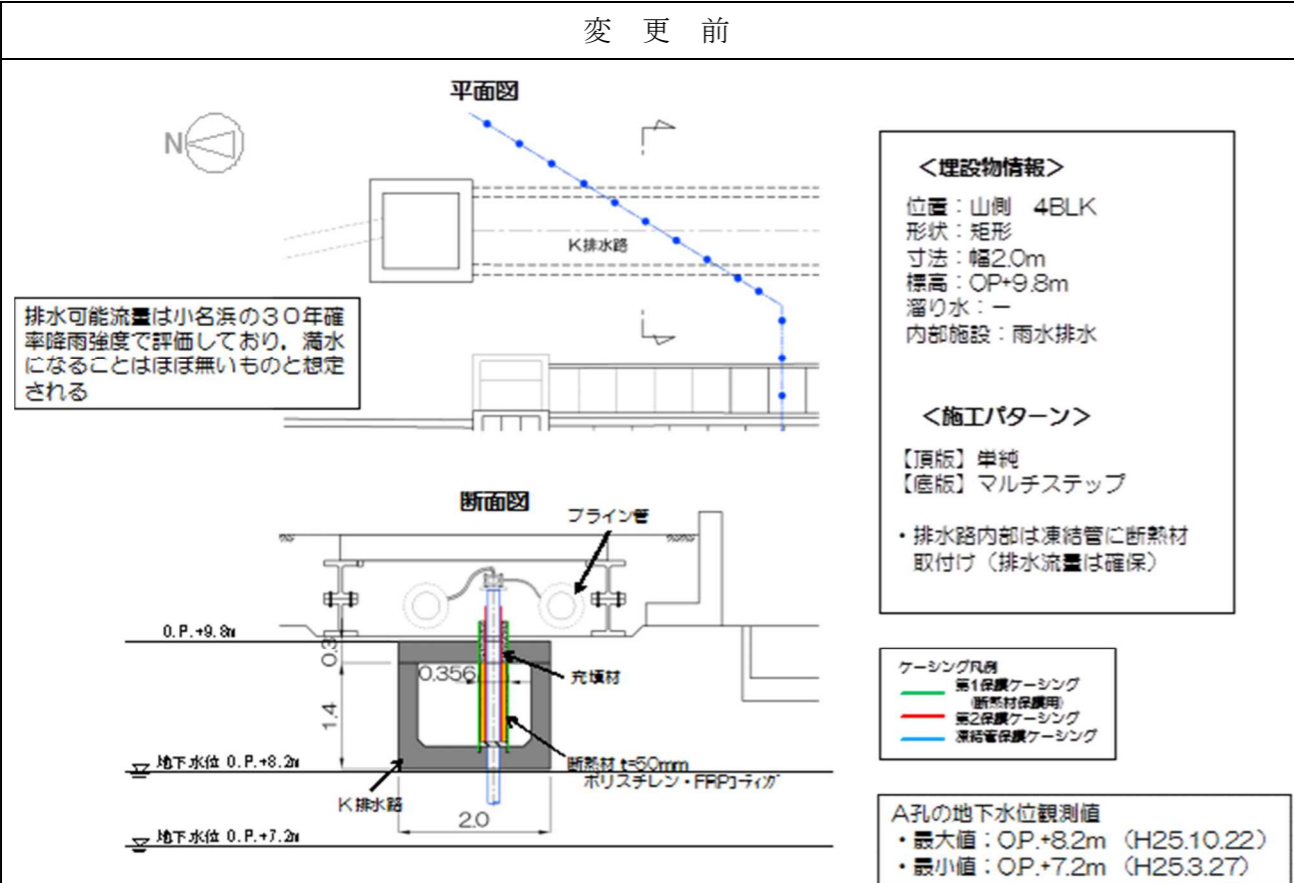 変 更 前
平面図
N
K排水路
排水可能流量は小名浜の30年確
率降雨強度で評価しており，満水
になることはほぼ無いものと想定
される
＜埋設物情報＞
位置：山側　4BLK
形状：矩形
寸法：幅2.0m
標高：OP+9.8m
溜り水：－
内部施設：雨水排水
＜施工パターン＞
【頂版】単純
【底版】マルチステップ
・排水路内部は凍結管に断熱材
取付け（排水流量は確保）
断面図
ブライン管
O.P.+9.8m
0.3
0.356
充填材
1.4
地下水位 O.P.+8.2m
断熱材 t=50mm
ポリスチレン・FRPコーティング
K排水路
2.0
地下水位 O.P.+7.2m
ケーシング凡例
第1保護ケーシング
(断熱材保護用)
第2保護ケーシング
凍結管保護ケーシング
A孔の地下水位観測値
・最大値：O.P.+8.2m （H25.10.22）
・最小値：O.P.+7.2m （H25.3.27）